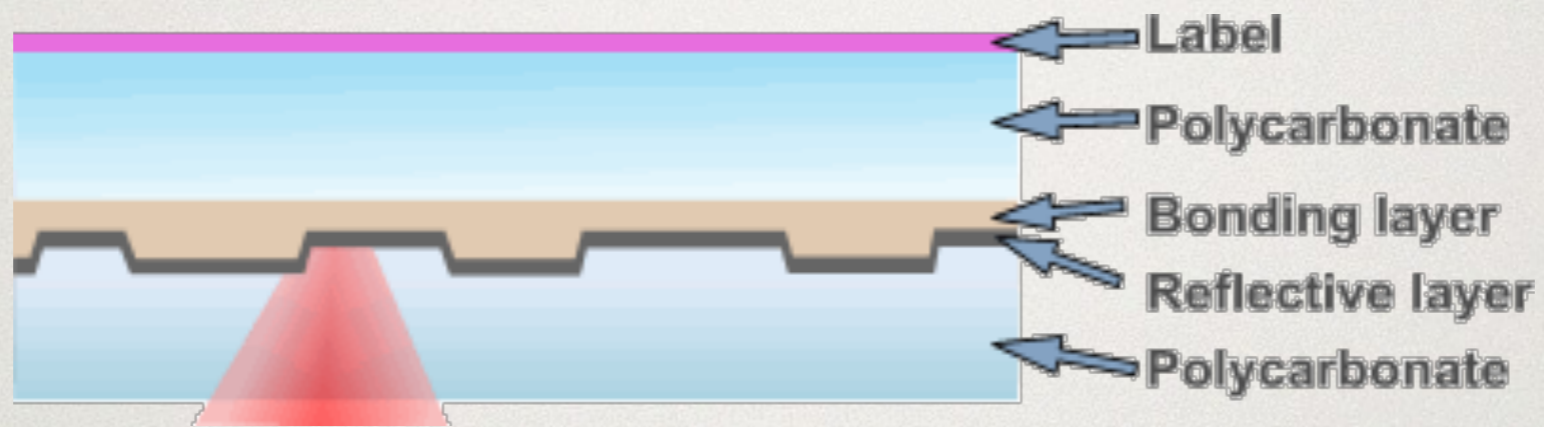 Label
Polycarbonate
Bonding layer
Reflective layer
Polycarbonate